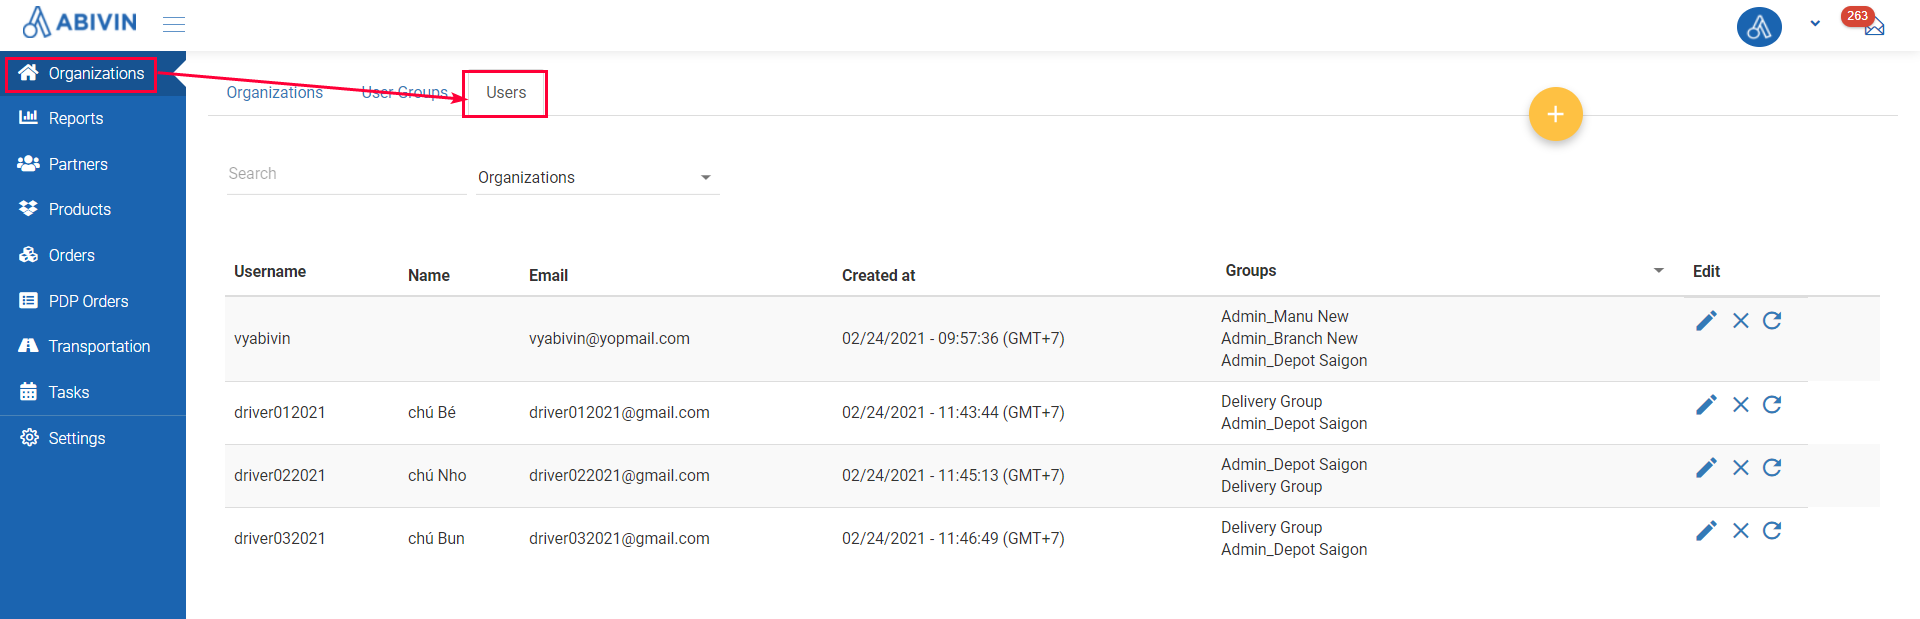 ABIVIN
263
Organizations
Reports
Partners
Products
Orders
PDP Orders
Transportation
Tasks
Settings
Organizations User Groups Users
+
Search Organizations
Username Name Email Created at Groups Edit
vyabivin vyabivin@yopmail.com 02/24/2021 - 09:57:36 (GMT+7) Admin_Manu New
Admin_Branch New
Admin_Depot Saigon
driver012021 chú Bé driver012021@gmail.com 02/24/2021 - 11:43:44 (GMT+7) Delivery Group
Admin_Depot Saigon
driver022021 chú Nho driver022021@gmail.com 02/24/2021 - 11:45:13 (GMT+7) Admin_Depot Saigon
Delivery Group
driver032021 chú Bun driver032021@gmail.com 02/24/2021 - 11:46:49 (GMT+7) Delivery Group
Admin_Depot Saigon